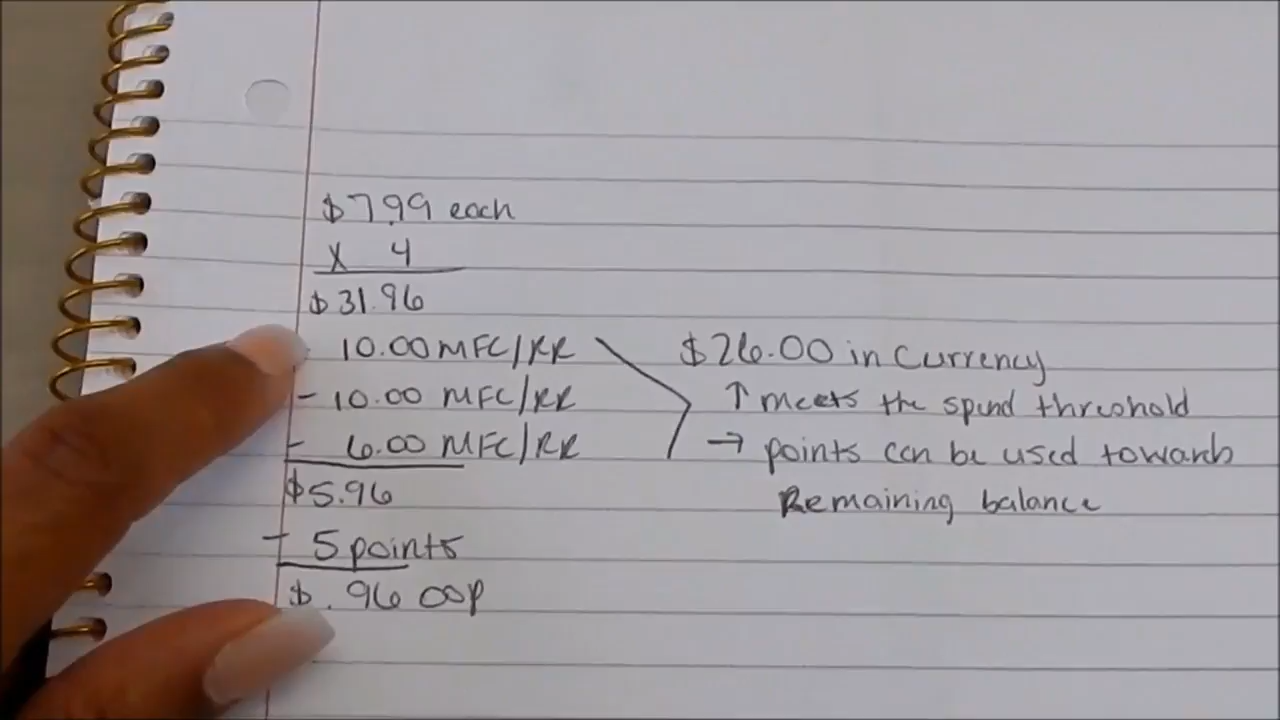 $7.99 each
x 4
$31.96
- 10.00 MFC/RR
- 10.00 MFC/RR
- 6.00 MFC/RR
$5.96
- 5 points
$.96 OOP
$26.00 in Currency
↑ meets the spend threshold
→ points can be used towards
Remaining balance